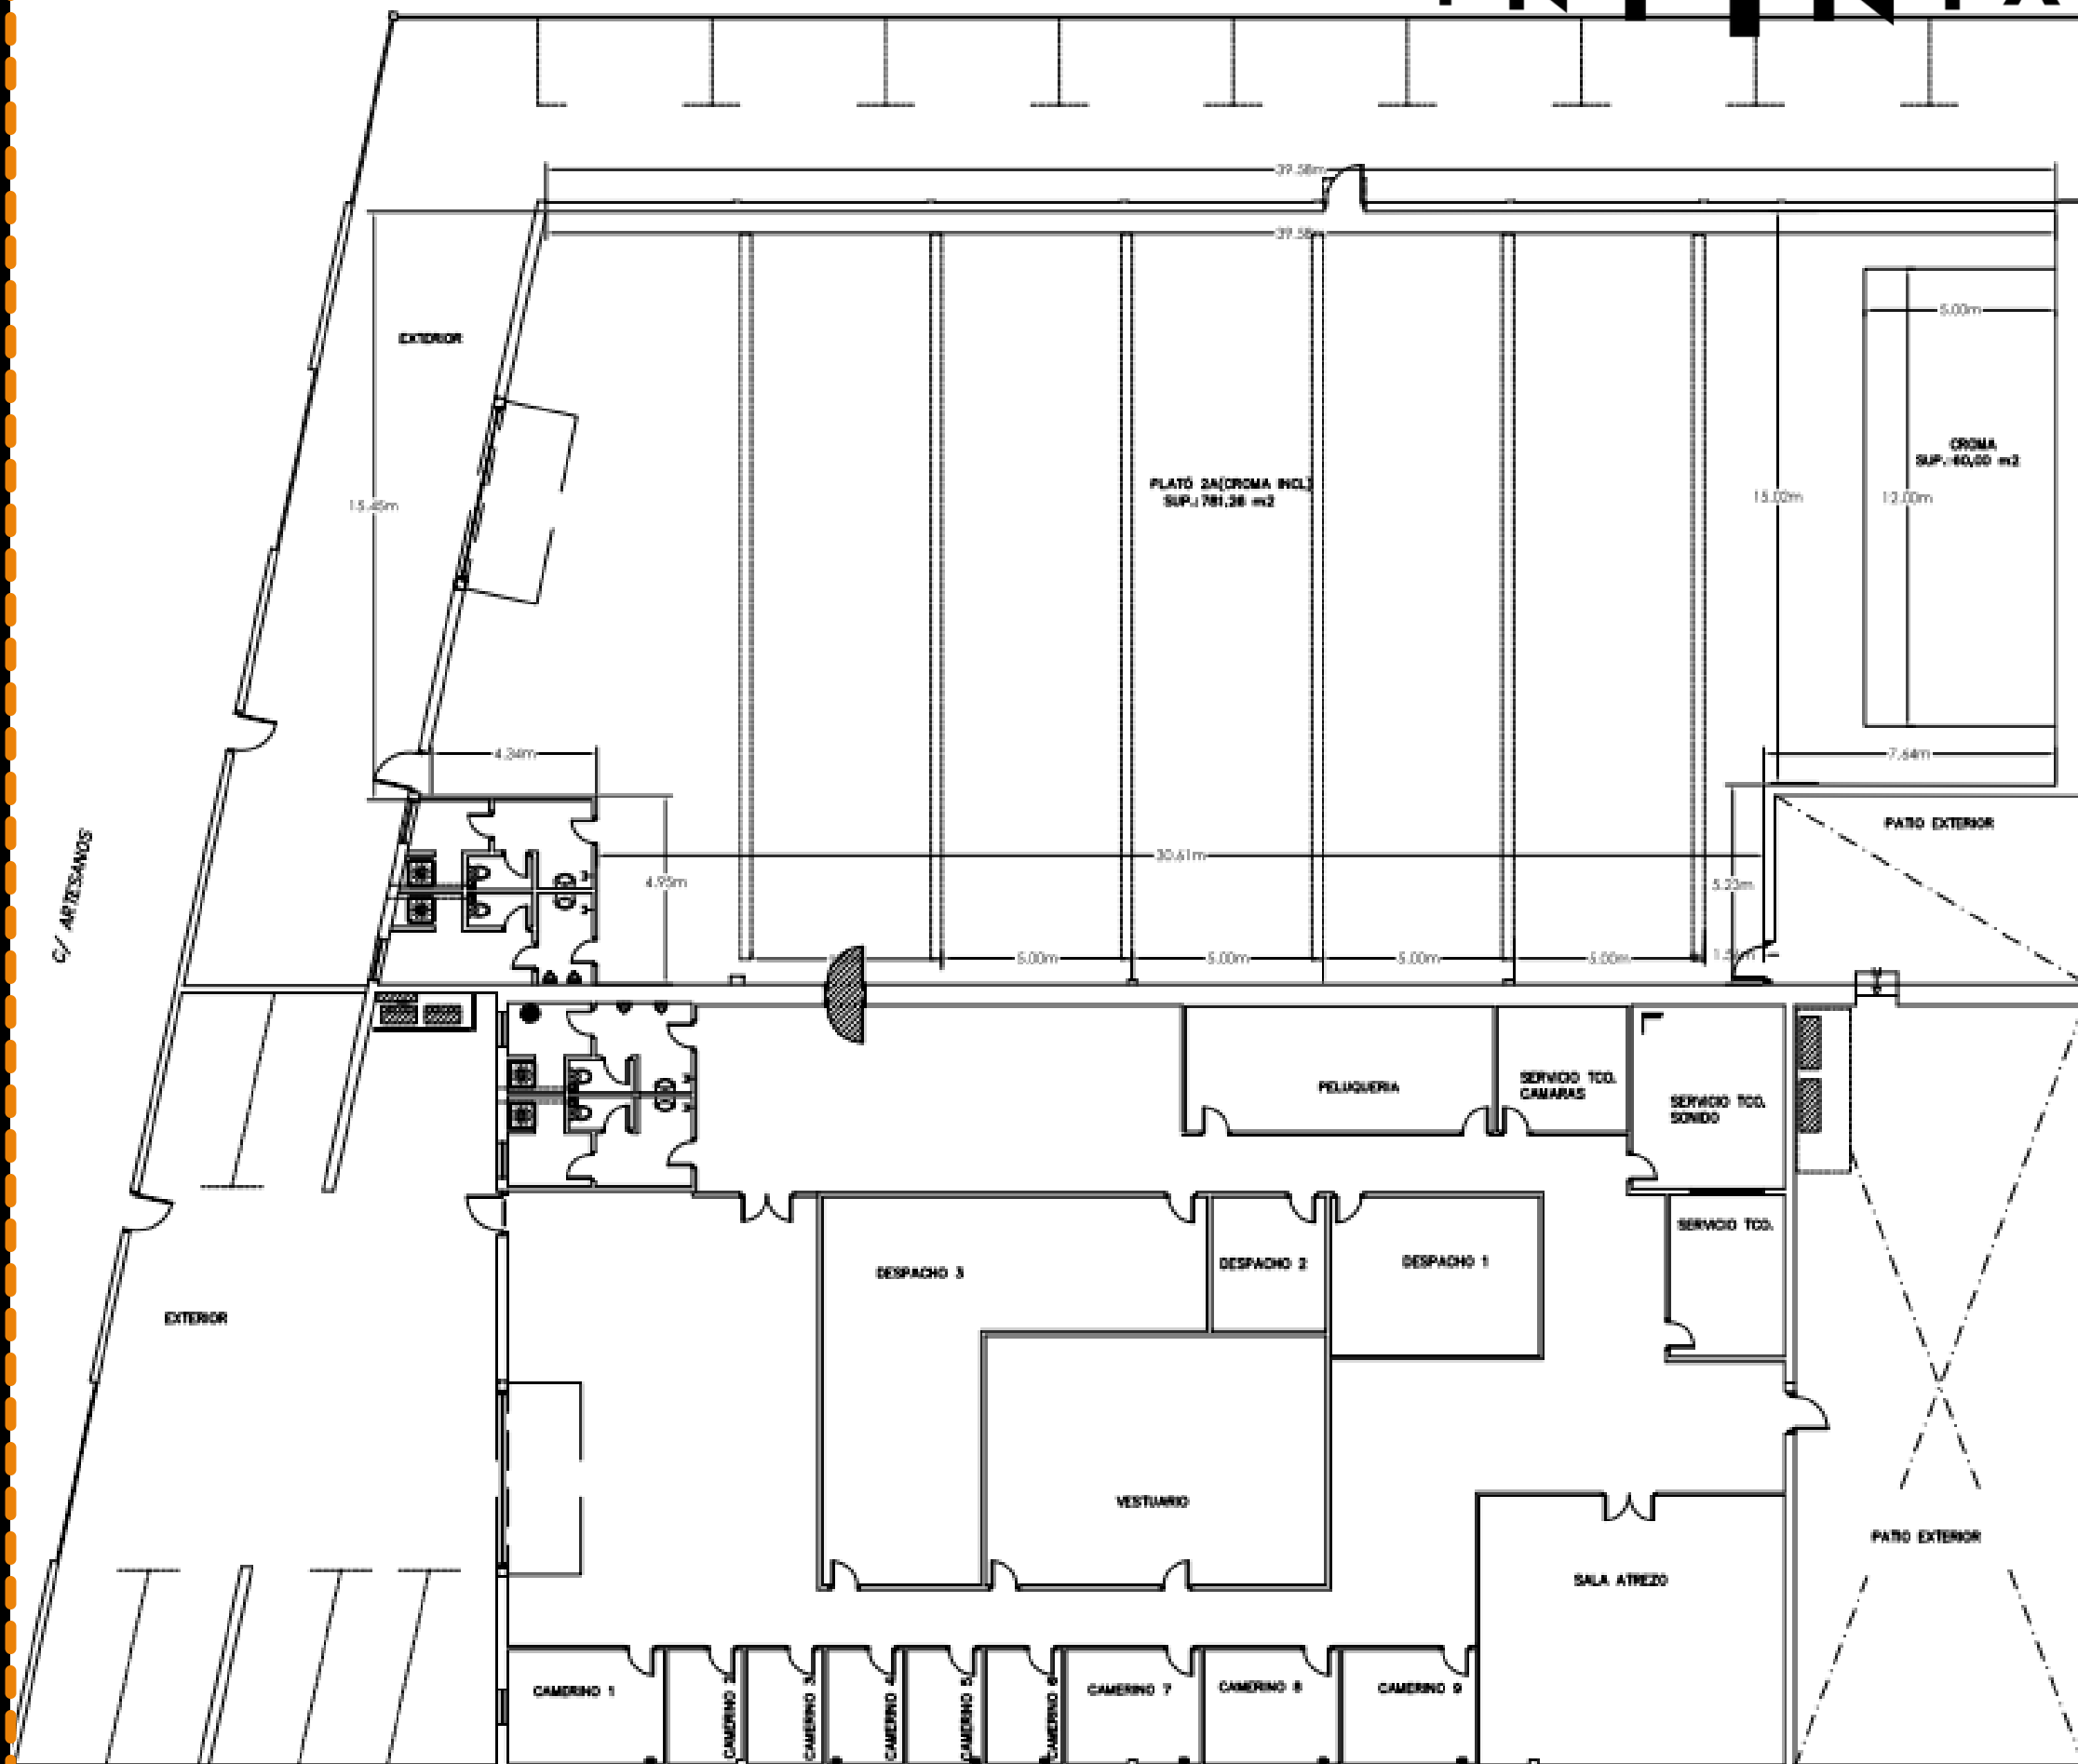 39.58m
39.58m
EXTERIOR
5.00m
CROMA
SUP.:60,00 m2
PLATÓ 2A(CROMA INCL)
SUP.: 781,26 m2
15.45m
15.02m
12.00m
4.34m
7.64m
PATIO EXTERIOR
C/ ARTESANOS
30.61m
4.95m
5.23m
5.00m
5.00m
5.00m
5.00m
PELUQUERIA
SERVICIO TCO.
CAMARAS
SERVICIO TCO.
SONIDO
SERVICIO TCO.
DESPACHO 3
DESPACHO 2
DESPACHO 1
EXTERIOR
VESTUARIO
PATIO EXTERIOR
SALA ATREZO
CAMERINO 1
CAMERINO 2
CAMERINO 3
CAMERINO 4
CAMERINO 5
CAMERINO 6
CAMERINO 7
CAMERINO 8
CAMERINO 9